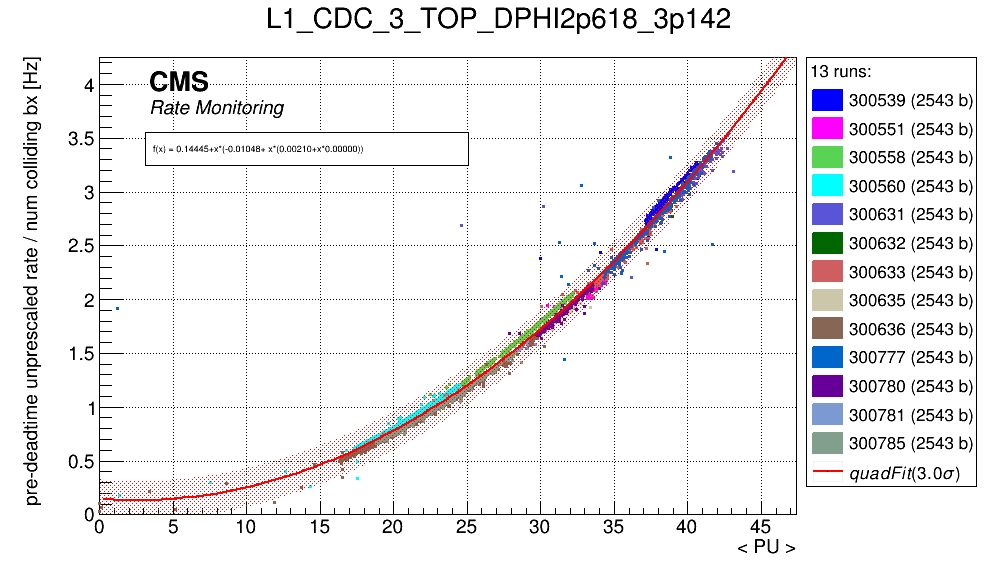 L1_CDC_3_TOP_DPHI2p618_3p142
pre-deadtime unprescaled rate / num colliding bx [Hz]
CMS
Rate Monitoring
f(x) = 0.14445+x*(-0.01048+ x*(0.00210+x*0.00000))
4
3.5
3
2.5
2
1.5
1
0.5
0
0 5 10 15 20 25 30 35 40 45
< PU >
13 runs:
300539 (2543 b)
300551 (2543 b)
300558 (2543 b)
300560 (2543 b)
300631 (2543 b)
300632 (2543 b)
300633 (2543 b)
300635 (2543 b)
300636 (2543 b)
300777 (2543 b)
300780 (2543 b)
300781 (2543 b)
300785 (2543 b)
quadFit(3.0σ)